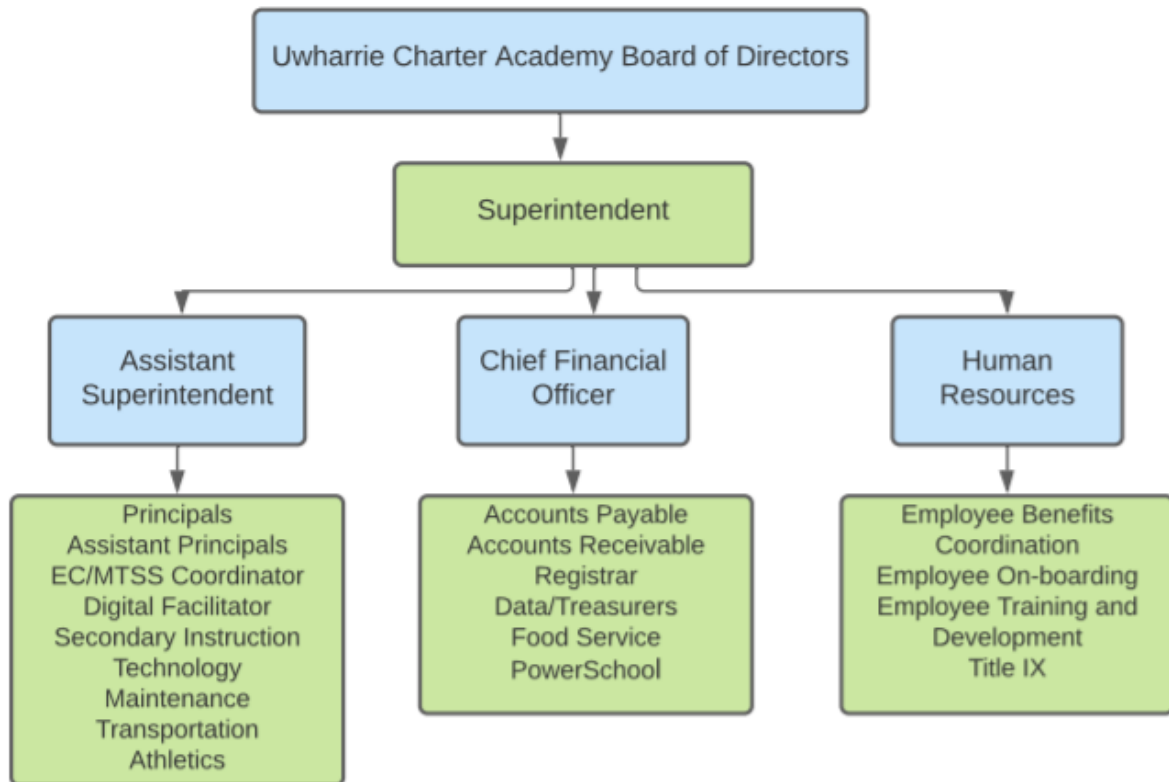 Uwharrie Charter Academy Board of Directors
Superintendent
Assistant
Superintendent
Chief Financial
Officer
Human
Resources
Principals
Assistant Principals
EC/MTSS Coordinator
Digital Facilitator
Secondary Instruction
Technology
Maintenance
Transportation
Athletics
Accounts Payable
Accounts Receivable
Registrar
Data/Treasurers
Food Service
PowerSchool
Employee Benefits
Coordination
Employee On-boarding
Employee Training and
Development
Title IX